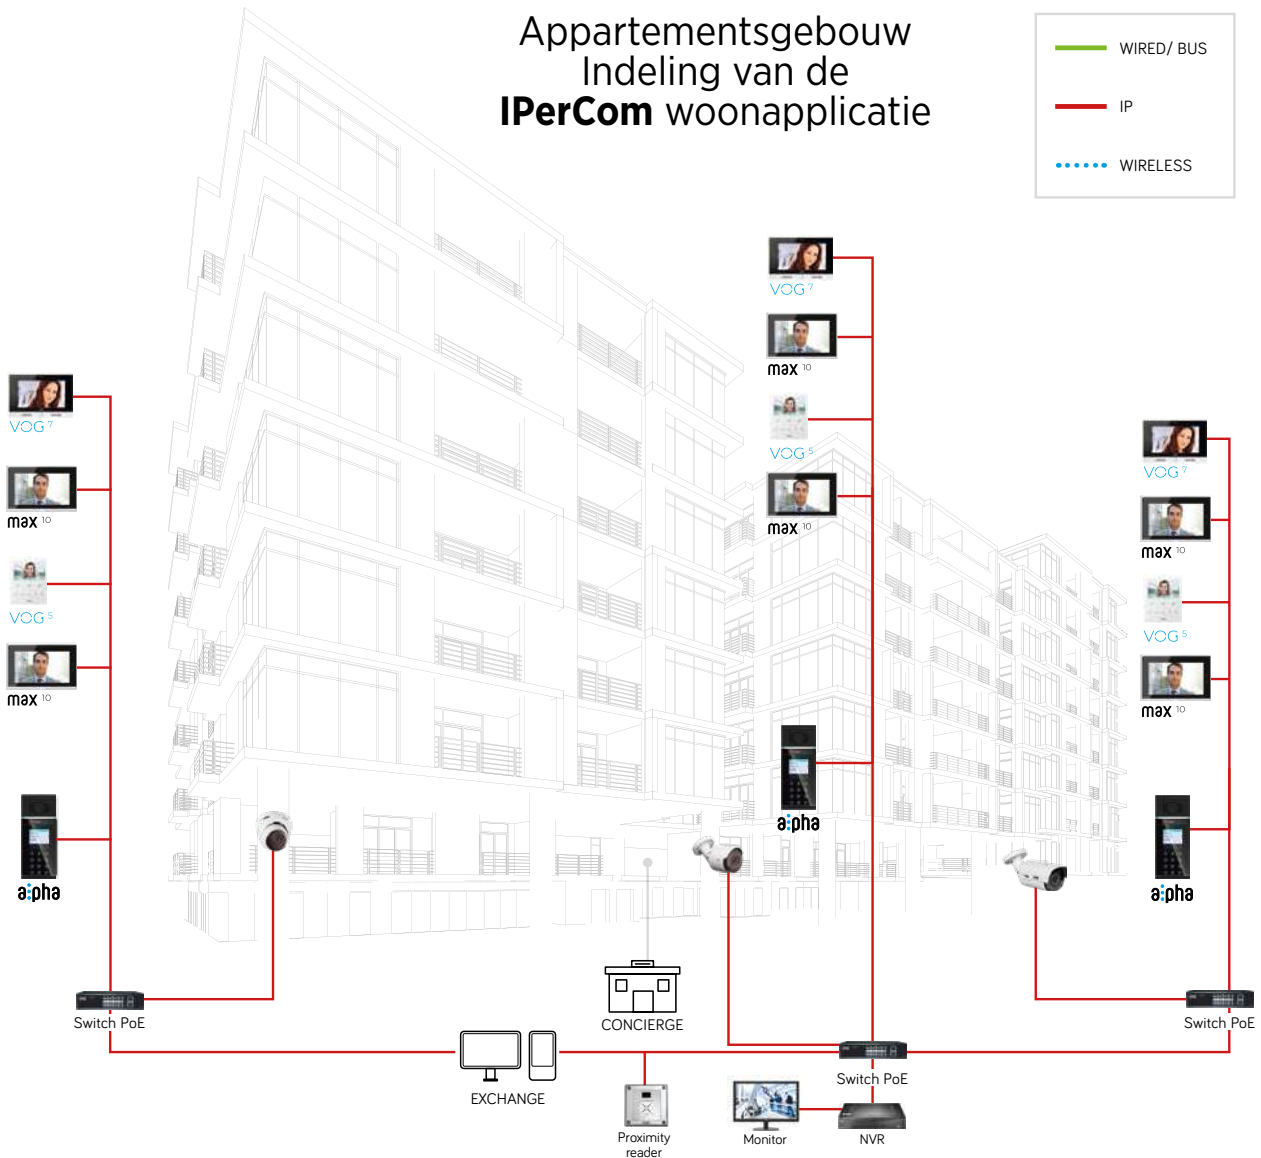 Appartementsgebouw
Indeling van de
IPerCom woonapplicatie
WIRED/ BUS
IP
WIRELESS
VOG 7
max 10
VOG 5
max 10
VOG 7
max 10
VOG 5
max 10
VOG 7
max 10
VOG 5
max 10
alpha
alpha
alpha
Switch PoE
CONCIERGE
Switch PoE
EXCHANGE
Switch PoE
Proximity
reader
Monitor
NVR